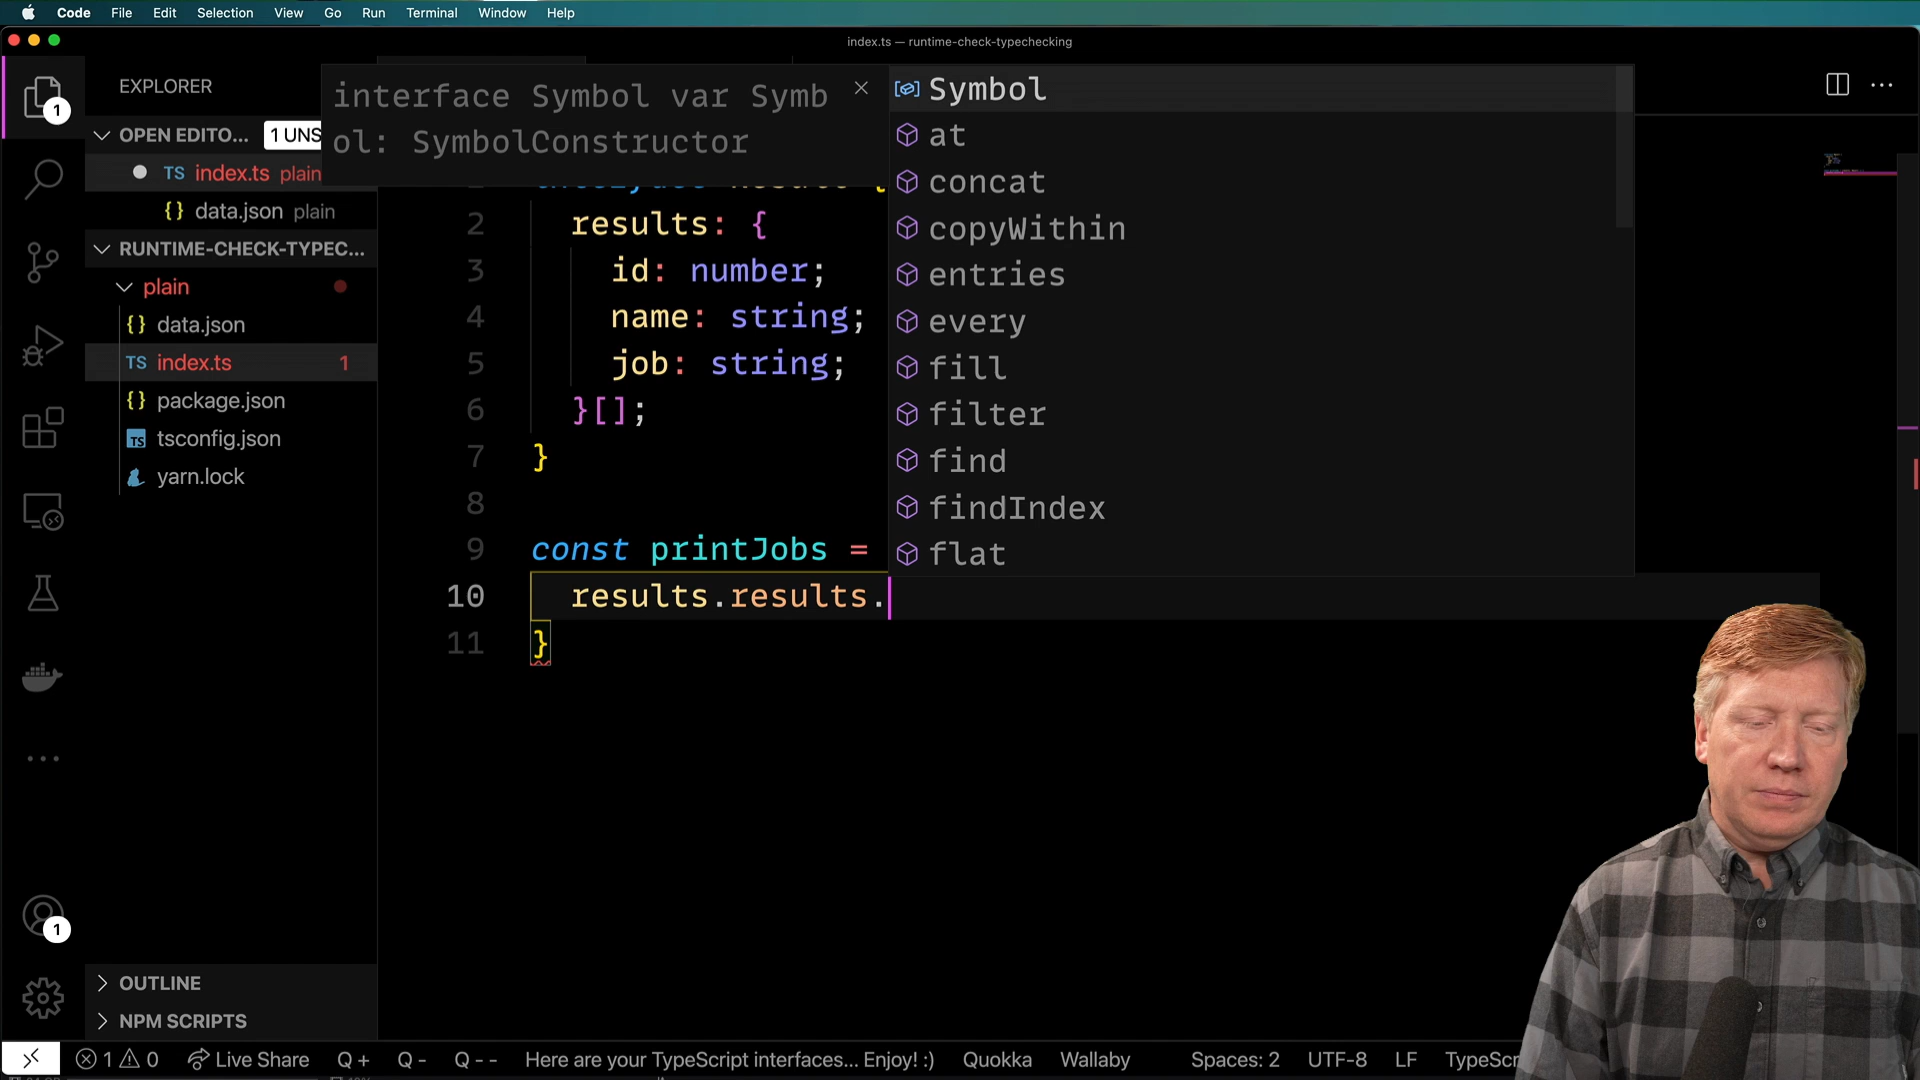 Code File Edit Selection View Go Run Terminal Window Help
index.ts — runtime-check-typechecking
EXPLORER
1
OPEN EDITO... 1 UNS
TS index.ts plain
{} data.json plain
RUNTIME-CHECK-TYPEC...
plain
{} data.json
TS index.ts 1
{} package.json
TS tsconfig.json
yarn.lock
1
OUTLINE
NPM SCRIPTS
interface Symbol var Symb
ol: SymbolConstructor
Symbol
at
concat
copyWithin
entries
every
fill
filter
find
findIndex
flat
2 results: {
3 id: number;
4 name: string;
5 job: string;
6 }[];
7 }
8
9 const printJobs =
10 results.results.
11 }
1 0 Live Share Q + Q - Q - - Here are your TypeScript interfaces... Enjoy! :) Quokka Wallaby Spaces: 2 UTF-8 LF TypeScr